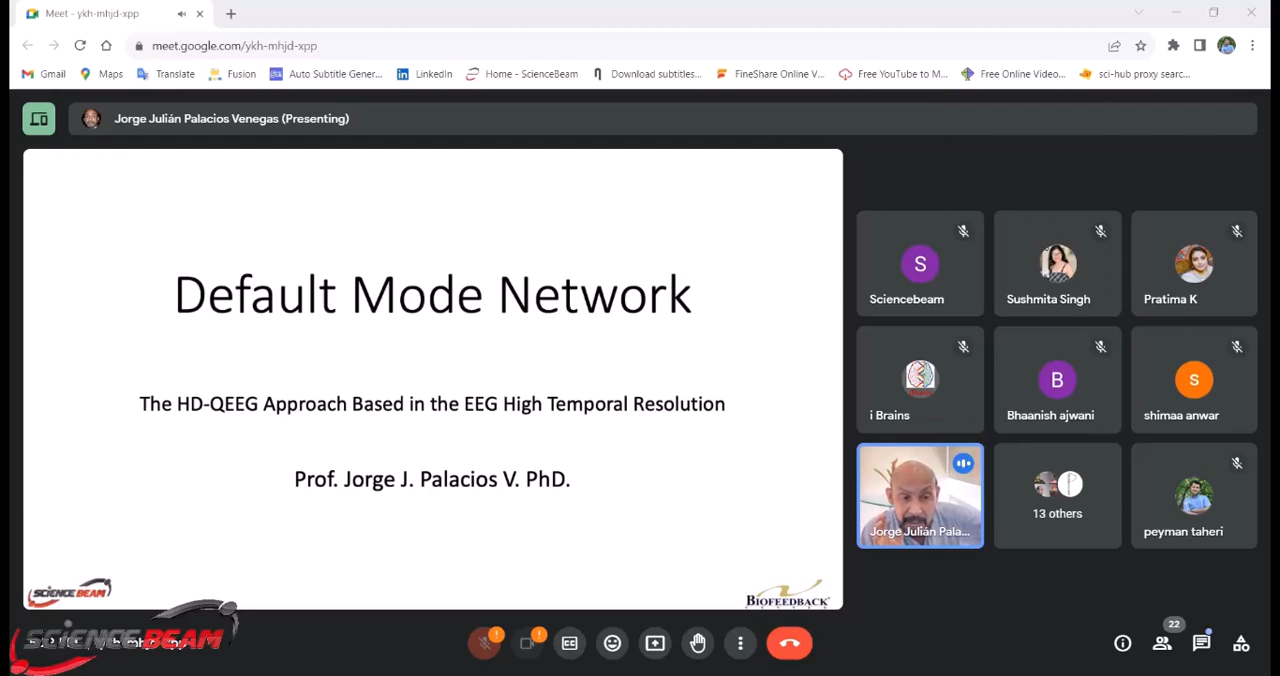 Meet - ykh-mhjd-xpp
meet.google.com/ykh-mhjd-xpp
Gmail
Maps
Translate
Fusion
Auto Subtitle Gener...
LinkedIn
Home - ScienceBeam
Download subtitles...
FineShare Online V...
Free YouTube to M...
Free Online Video...
sci-hub proxy searc...
Jorge Julián Palacios Venegas (Presenting)
Default Mode Network
The HD-QEEG Approach Based in the EEG High Temporal Resolution
Prof. Jorge J. Palacios V. PhD.
SCIENCE BEAM
BIOFEEDBACK
S
Sciencebeam
Sushmita Singh
Pratima K
i Brains
B
Bhaanish ajwani
s
shimaa anwar
Jorge Julián Pala...
13 others
peyman taheri
SCIENCE BEAM
22